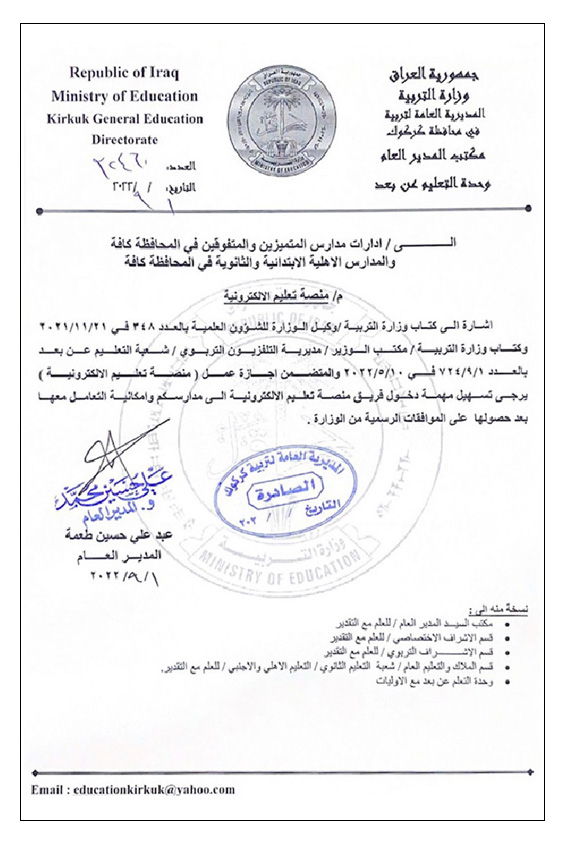 Republic of Iraq
Ministry of Education
Kirkuk General Education
Directorate
جمهورية العراق
وزارة التربية
المديرية العامة لتربية
في محافظة كركوك
مكتب المدير العام
وحدة التعليم عن بعد
العدد:
التاريخ: / /٢٠٢٢
٩/١
REPUBLIC OF IRAQ
MINISTRY OF EDUCATION
الـــى / ادارات مدارس المتميزين والمتفوقين في المحافظة كافة
والمدارس الاهلية الابتدائية والثانوية في المحافظة كافة
م/ منصة تعليم الالكترونية
اشارة الى كتاب وزارة التربية /وكيل الوزارة للشؤون العلمية بالعدد ٣٤٨ في ٢٠٢١/١١/٢١
وكتاب وزارة التربية / مكتب الوزير / مديرية التلفزيون التربوي / شعبة التعليم عن بعد
بالعدد ٧٢٤/٩/١ في ٢٠٢٢/٥/١٠ والمتضمن اجازة عمل ( منصة تعليم الالكترونية )
يرجى تسهيل مهمة دخول فريق منصة تعليم الالكترونية الى مدارسكم وامكانية التعامل معها
بعد حصولها على الموافقات الرسمية من الوزارة .
المديرية العامة لتربية كركوك
الصادرة
التاريخ / / ٢٠٢
و. المدير العام
عبد علي حسين طعمة
المدير العــام
٢٠٢٢/٩/١
وزارة التربية
MINISTRY OF EDUCATION
نسخة منه الى :
• مكتب السيد المدير العام / للعلم مع التقدير
• قسم الاشراف الاختصاصي / للعلم مع التقدير
• قسم الاشـــراف التربوي / للعلم مع التقدير
• قسم الملاك والتعليم العام / شعبة التعليم الثانوي / التعليم الاهلي والاجنبي / للعلم مع التقدير.
• وحدة التعلم عن بعد مع الاوليات
Email : educationkirkuk@yahoo.com